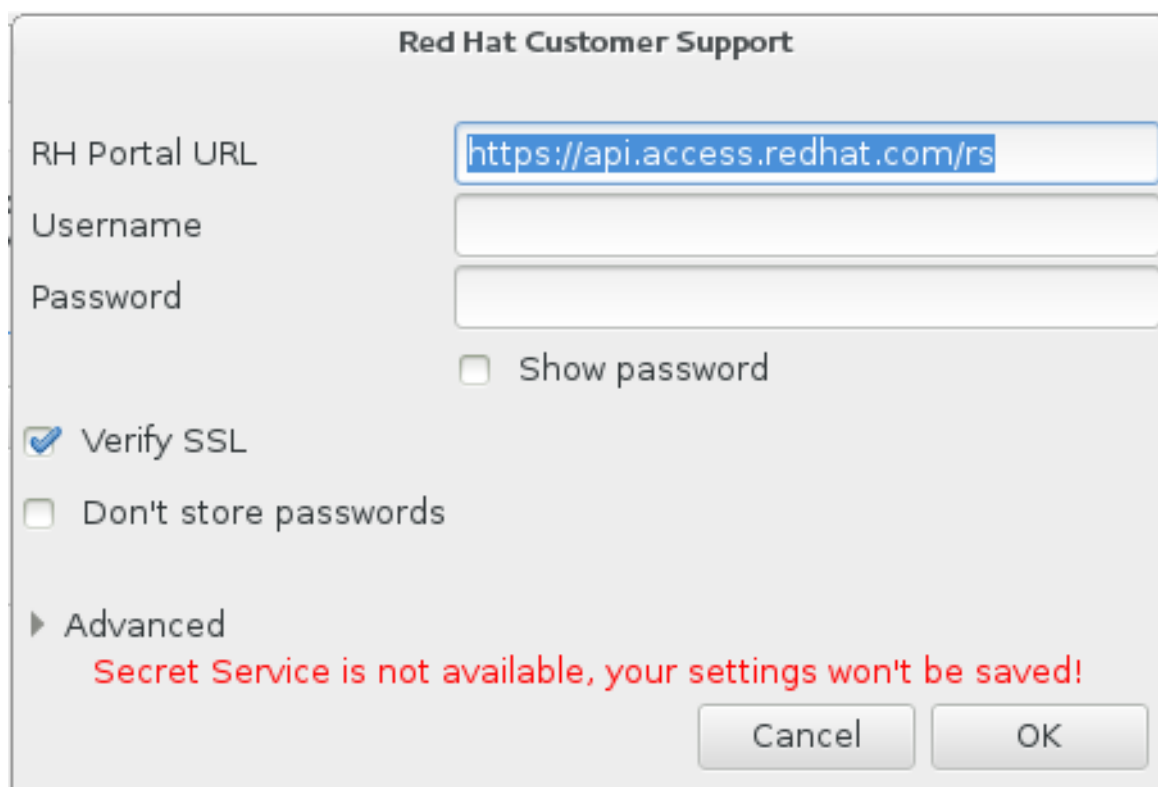 Red Hat Customer Support
RH Portal URL https://api.access.redhat.com/rs
Username
Password
Show password
Verify SSL
Don't store passwords
Advanced
Secret Service is not available, your settings won't be saved!
Cancel OK